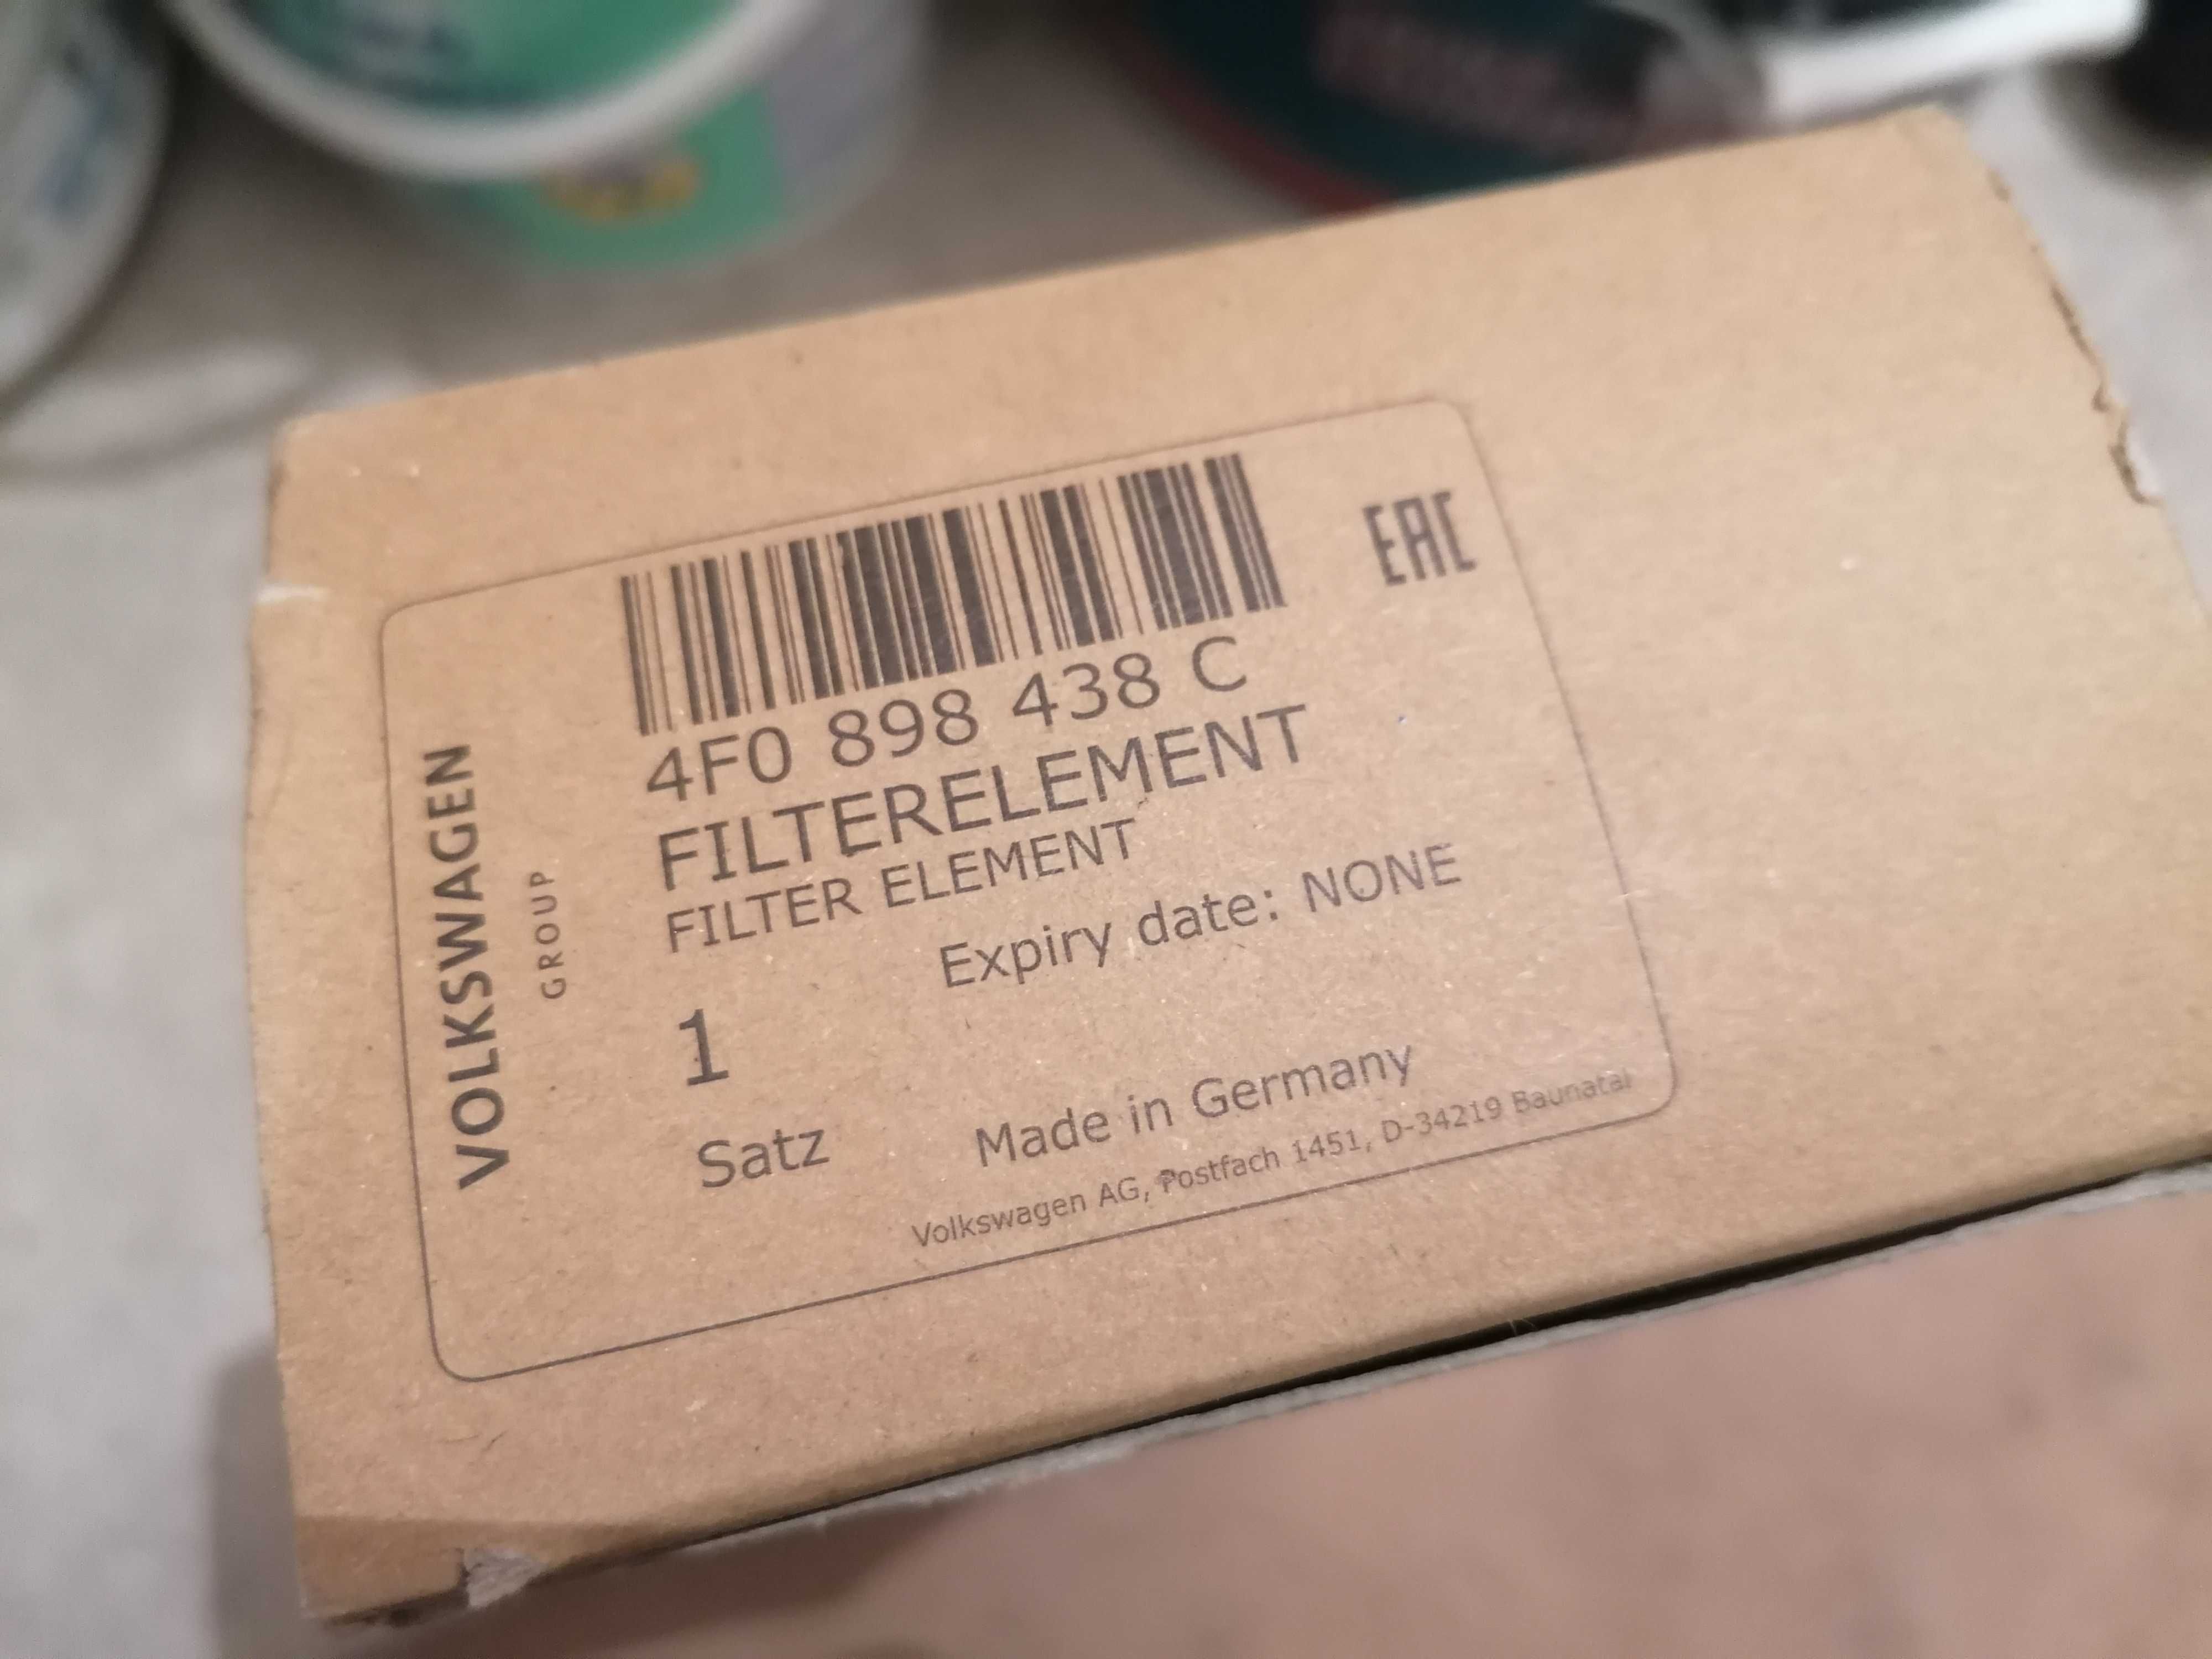 EAC
4F0 898 438 C
FILTERELEMENT
FILTER ELEMENT
Expiry date: NONE
1
Satz
Made in Germany
Volkswagen AG, Postfach 1451, D-34219 Baunatal
VOLKSWAGEN
GROUP